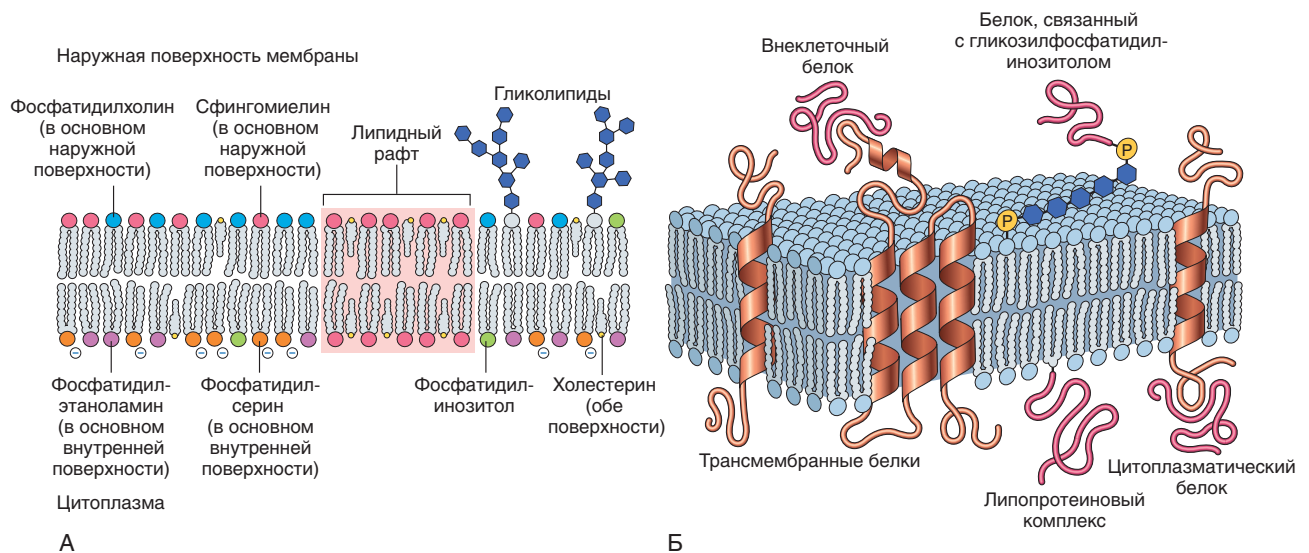 Наружная поверхность мембраны
Фосфатидилхолин
(в основном
наружной
поверхности)
Сфингомиелин
(в основном
наружной
поверхности)
Липидный
рафт
Гликолипиды
Фосфатидил-
этаноламин
(в основном
внутренней
поверхности)
Фосфатидил-
серин
(в основном
внутренней
поверхности)
Фосфатидил-
инозитол
Холестерин
(обе
поверхности)
Цитоплазма
А
Внеклеточный
белок
Белок, связанный
с гликозилфосфатидил-
инозитолом
P
P
Трансмембранные белки
Липопротеиновый
комплекс
Цитоплазматический
белок
Б